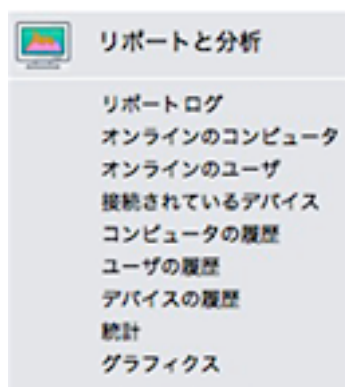 リポートと分析
リポートログ
オンラインのコンピュータ
オンラインのユーザ
接続されているデバイス
コンピュータの履歴
ユーザの履歴
デバイスの履歴
統計
グラフィクス